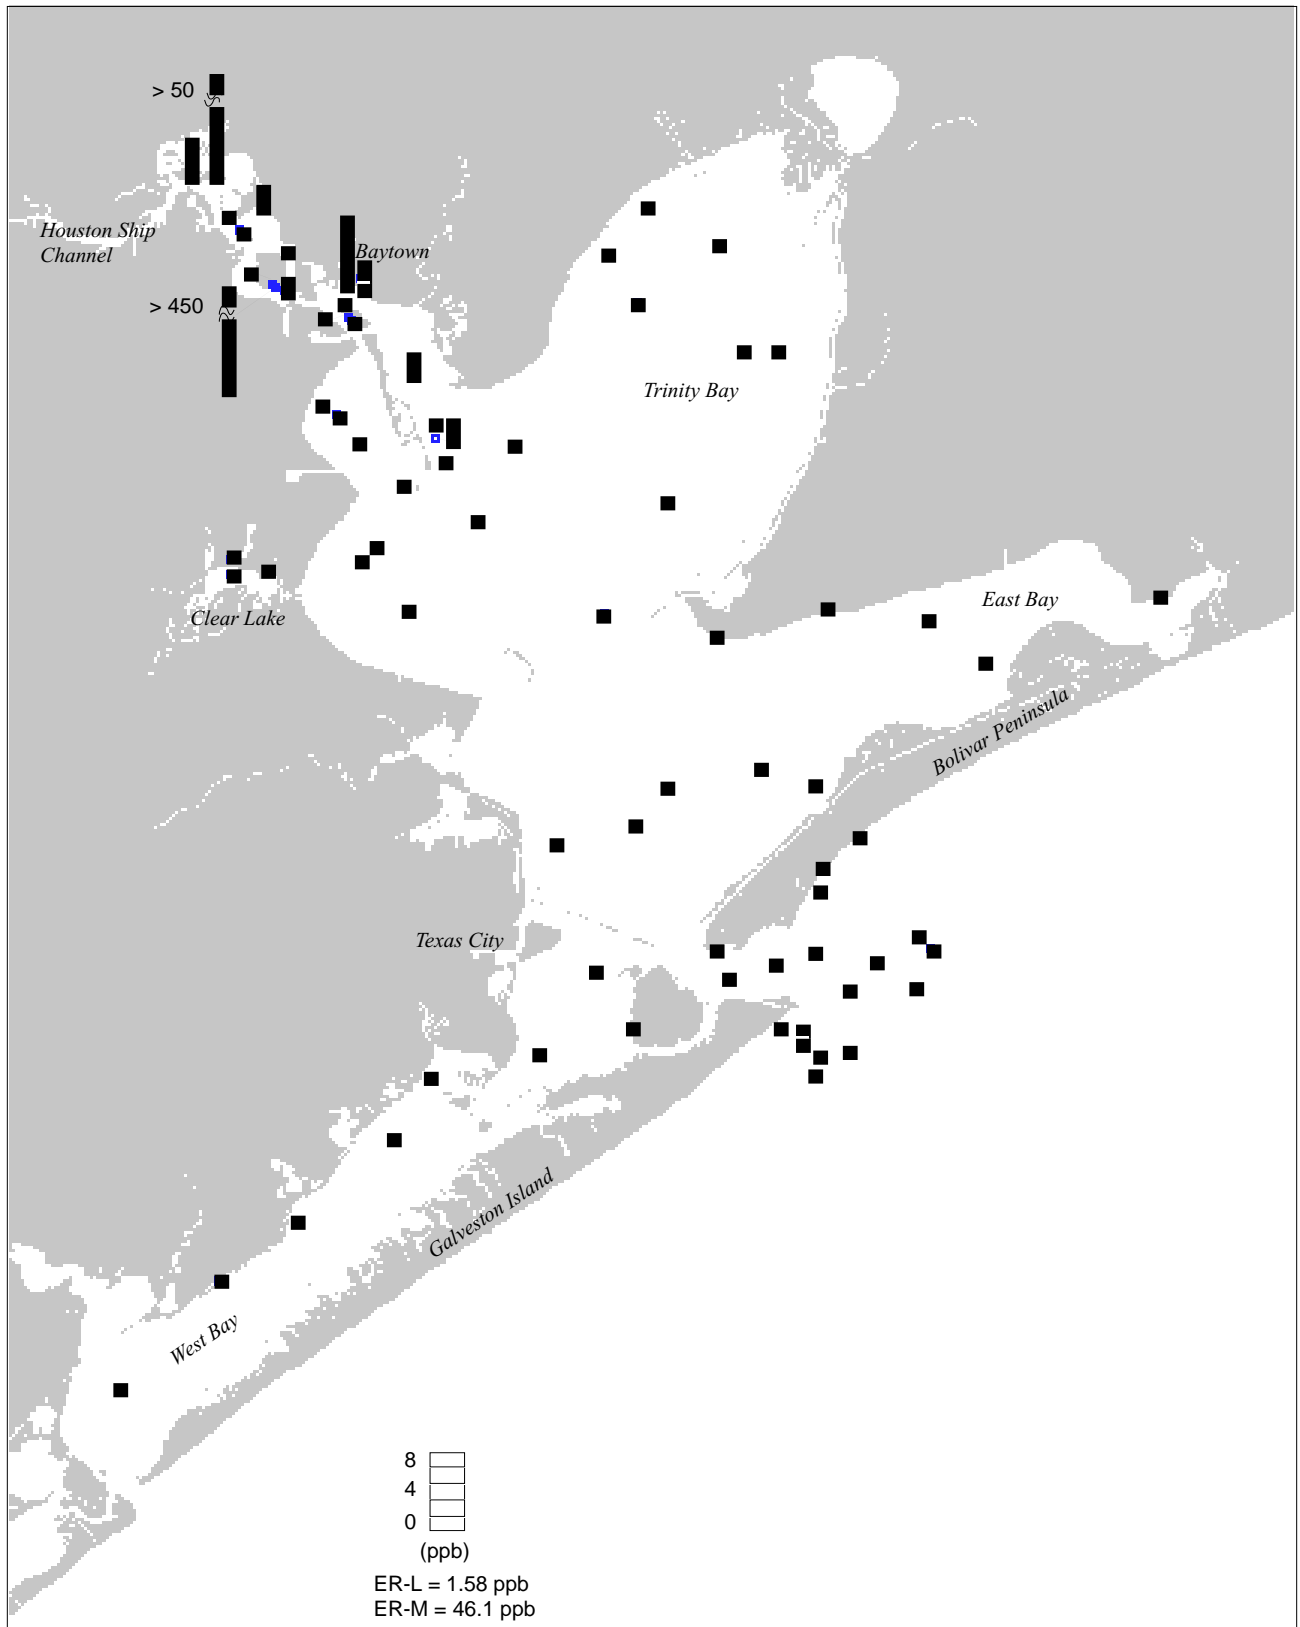 > 50
Houston Ship
Channel
Baytown
> 450
Trinity Bay
Clear Lake
East Bay
Bolivar Peninsula
Texas City
Galveston Island
West Bay
8
4
0
(ppb)
ER-L = 1.58 ppb
ER-M = 46.1 ppb